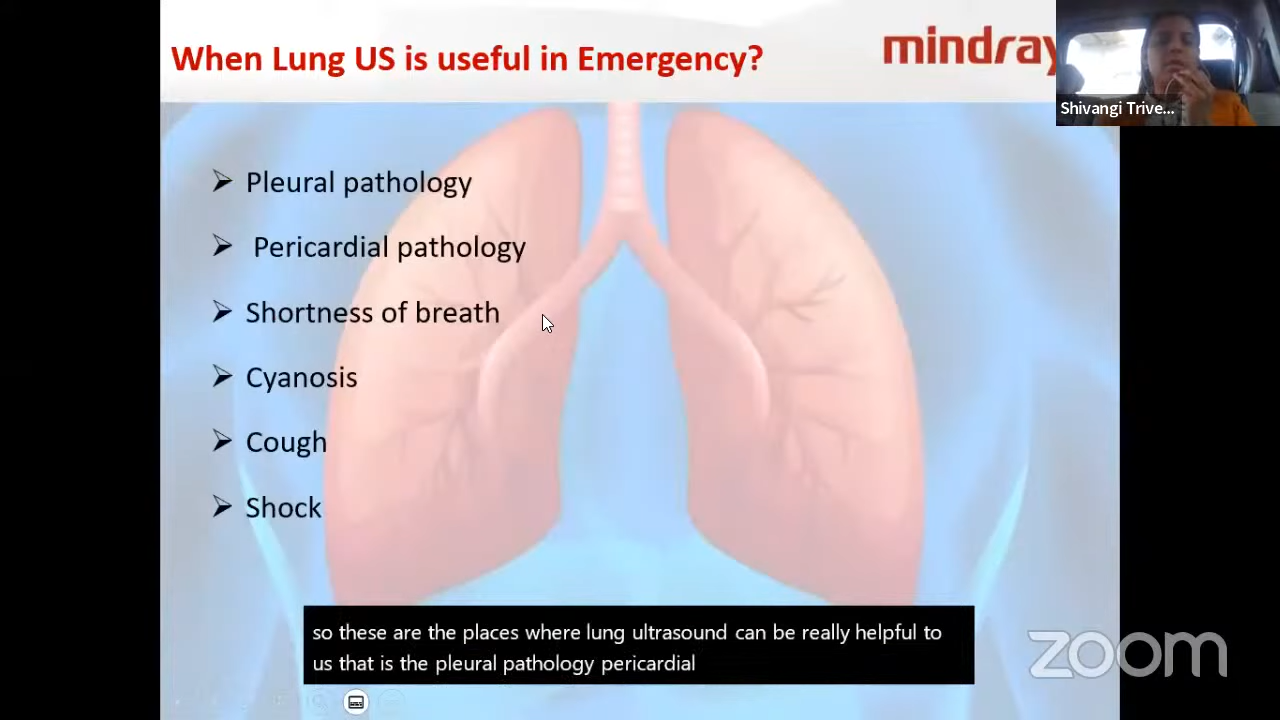 When Lung US is useful in Emergency?
mindray
Shivangi Trive...
Pleural pathology
Pericardial pathology
Shortness of breath
Cyanosis
Cough
Shock
so these are the places where lung ultrasound can be really helpful to
us that is the pleural pathology pericardial
zoom